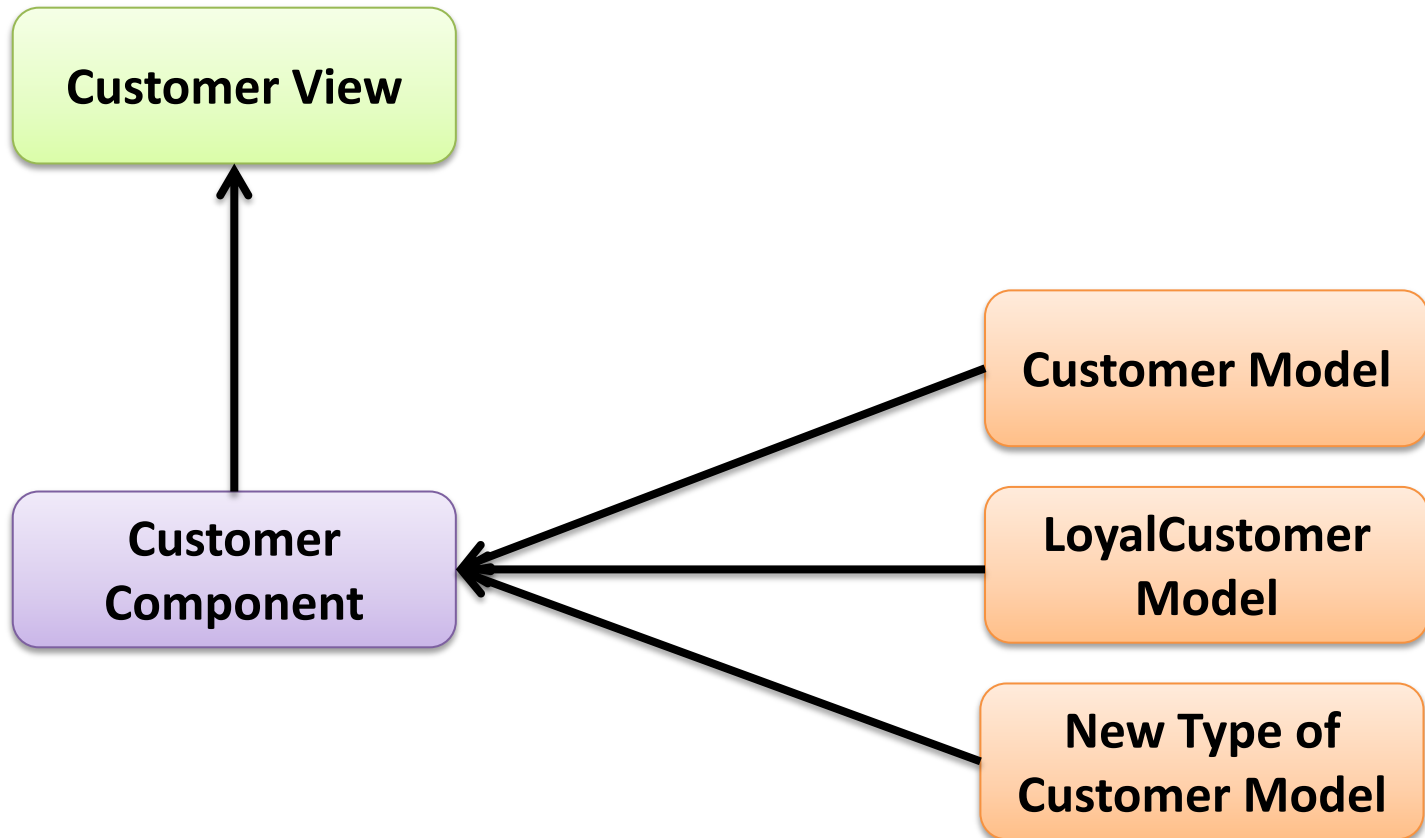 Customer View
Customer Model
Customer
Component
LoyalCustomer
Model
New Type of
Customer Model